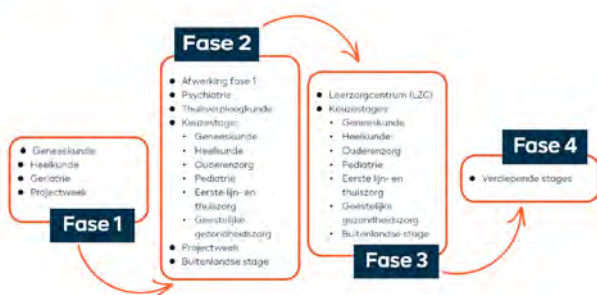 Fase 1
Geneeskunde
Heelkunde
Geriatrie
Projectweek
Fase 2
Afwerking fase 1
Psychiatrie
Thuisverpleegkunde
Keuzestage:
Geneeskunde
Heelkunde
Ouderenzorg
Pediatrie
Eerste lijn- en
thuiszorg
Geestelijke
gezondheidszorg
Projectweek
Buitenlandse stage
Fase 3
Leerzorgcentrum (LZC)
Keuzestages:
Geneeskunde
Heelkunde
Ouderenzorg
Pediatrie
Eerste lijn- en
thuiszorg
Geestelijke
gezondheidszorg
Buitenlandse stage
Fase 4
Verdiepende stages